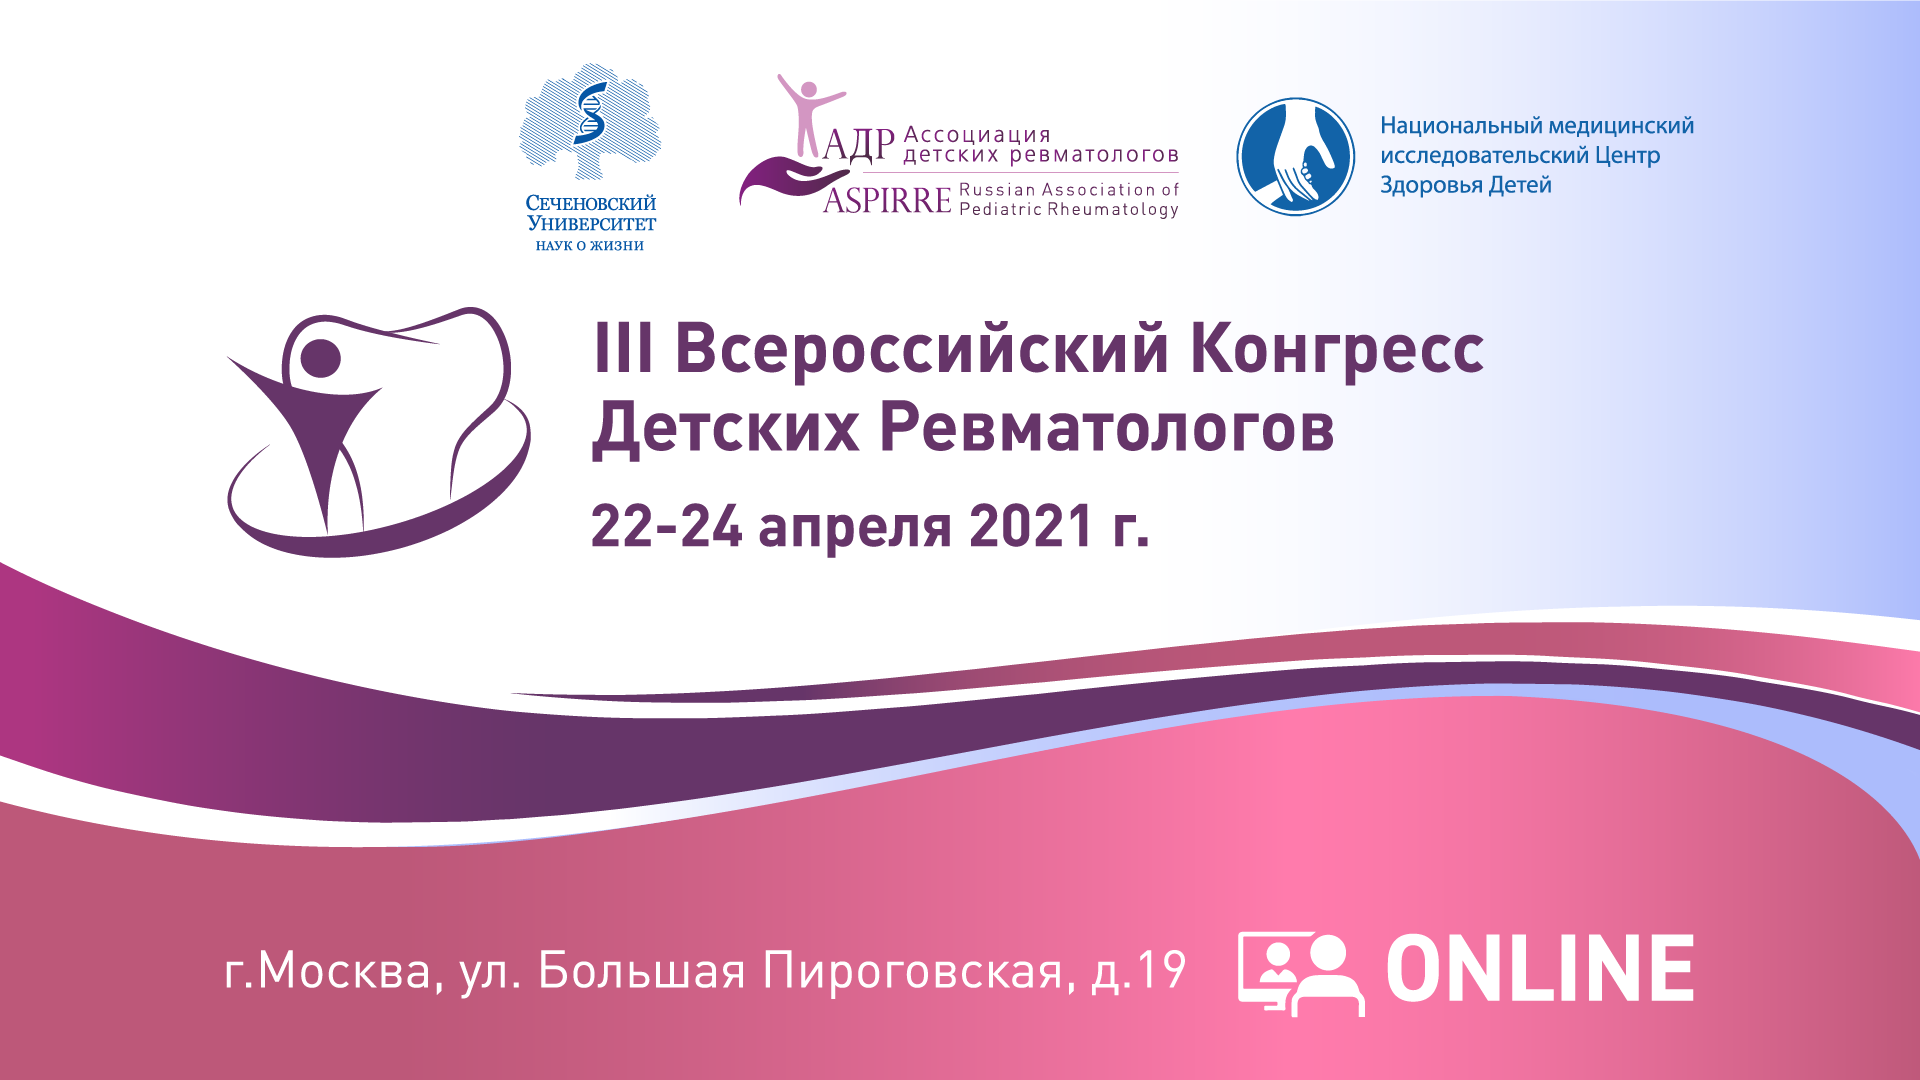 Сеченовский
Университет
наук о жизни
АДР Ассоциация
детских ревматологов
ASPIRRE Russian Association of
Pediatric Rheumatology
Национальный медицинский
исследовательский Центр
Здоровья Детей
III Всероссийский Конгресс
Детских Ревматологов
22-24 апреля 2021 г.
г.Москва, ул. Большая Пироговская, д.19
ONLINE